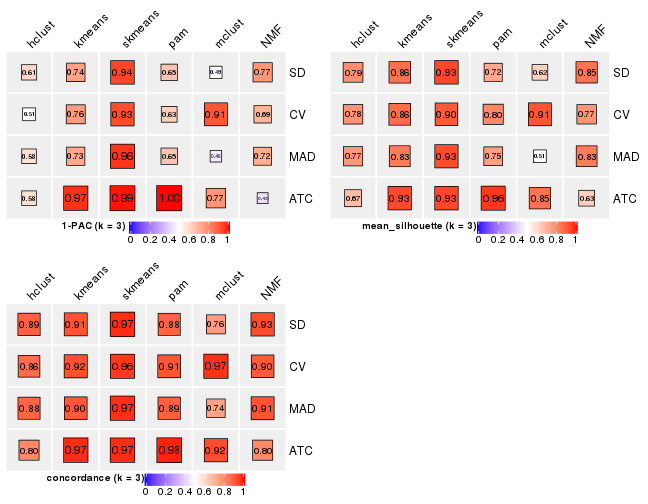 hclust kmeans skmeans pam mclust NMF
0.61 0.74 0.94 0.65 0.49 0.77 SD
0.51 0.76 0.93 0.63 0.91 0.69 CV
0.58 0.73 0.96 0.65 0.46 0.72 MAD
0.58 0.97 0.99 1.00 0.77 ATC
1-PAC (k = 3)
0 0.2 0.4 0.6 0.8 1
hclust kmeans skmeans pam mclust NMF
0.79 0.86 0.93 0.72 0.62 0.85 SD
0.78 0.86 0.90 0.80 0.91 0.77 CV
0.77 0.83 0.93 0.75 0.51 0.83 MAD
0.67 0.93 0.93 0.96 0.85 0.63 ATC
mean_silhouette (k = 3)
0 0.2 0.4 0.6 0.8 1
hclust kmeans skmeans pam mclust NMF
0.89 0.91 0.97 0.88 0.76 0.93 SD
0.86 0.92 0.96 0.91 0.97 0.90 CV
0.88 0.90 0.97 0.89 0.74 0.91 MAD
0.80 0.97 0.97 0.98 0.92 0.80 ATC
concordance (k = 3)
0 0.2 0.4 0.6 0.8 1